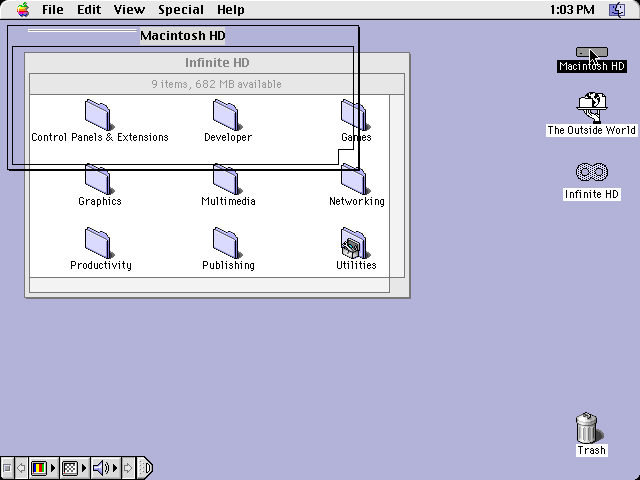 File Edit View Special Help 1:03 PM
Macintosh HD
Infinite HD
9 items, 682 MB available
Control Panels & Extensions Developer Games
Graphics Multimedia Networking
Productivity Publishing Utilities
Macintosh HD
The Outside World
Infinite HD
Trash